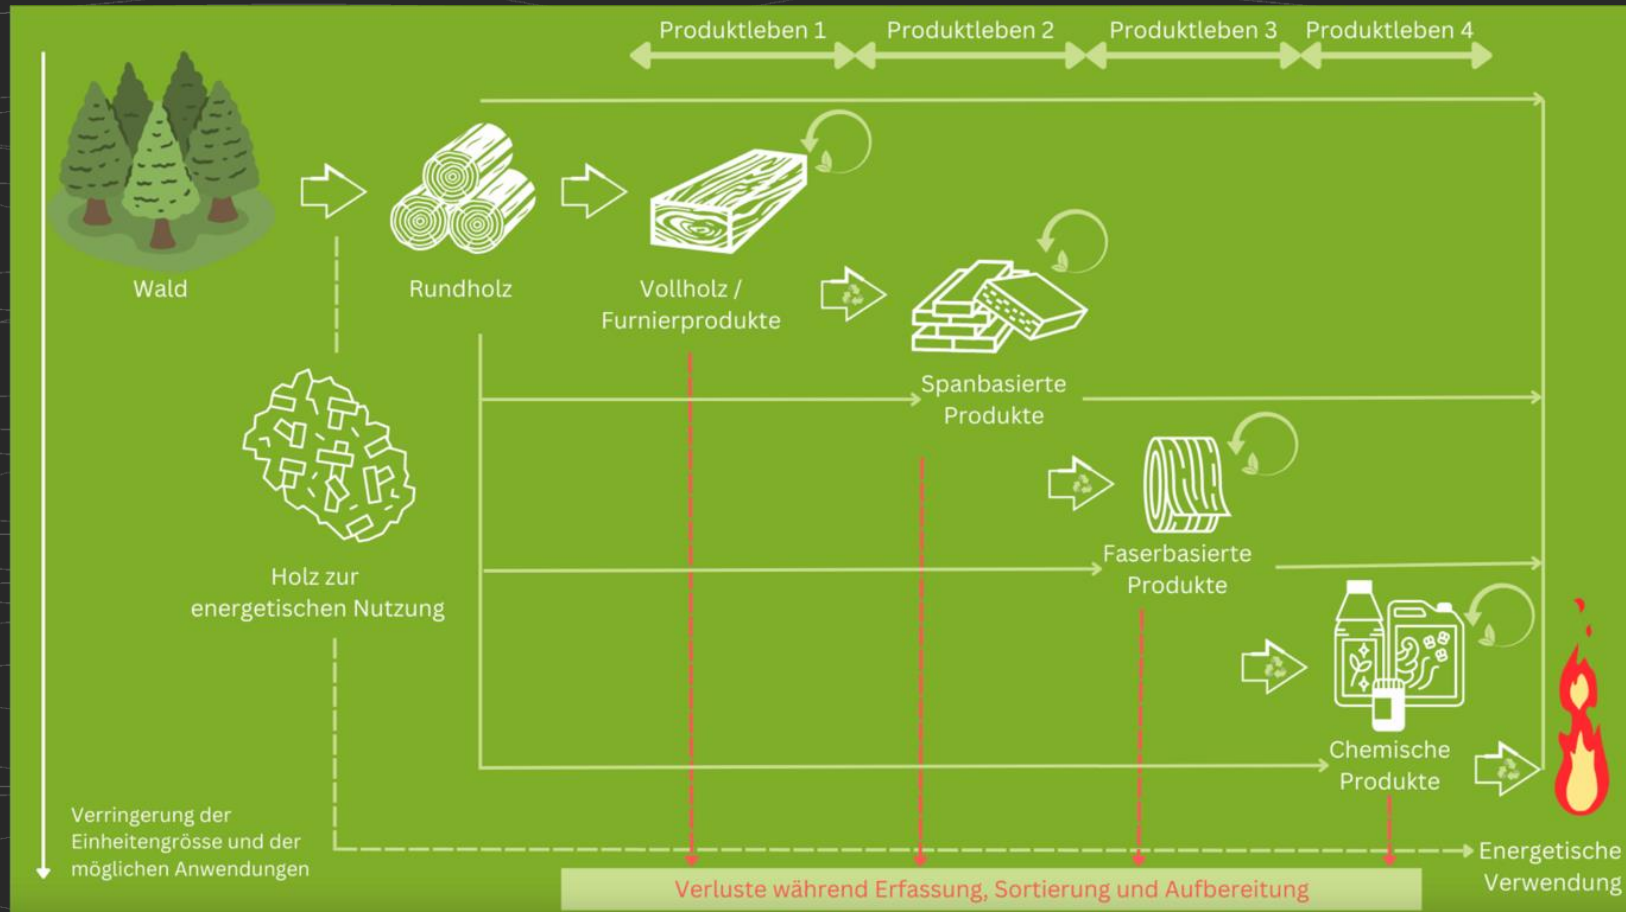 Produktleben 1
Produktleben 2
Produktleben 3
Produktleben 4
Wald
Rundholz
Vollholz /
Furnierprodukte
Spanbasierte
Produkte
Faserbasierte
Produkte
Holz zur
energetischen Nutzung
Chemische
Produkte
Verringerung der
Einheitengrösse und der
möglichen Anwendungen
Energetische
Verwendung
Verluste während Erfassung, Sortierung und Aufbereitung